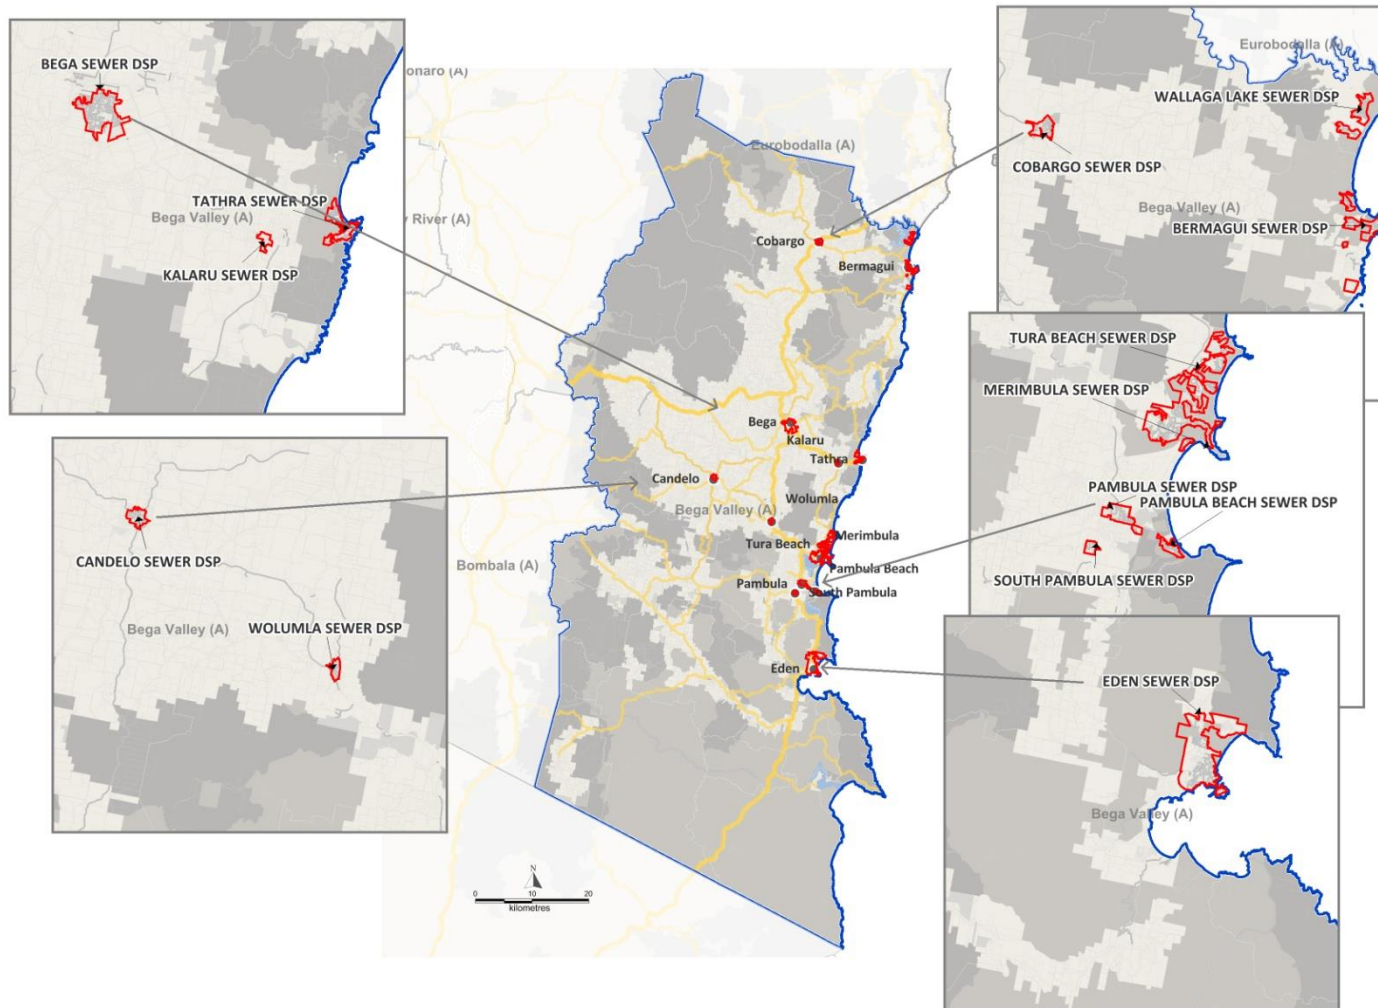 BEGA SEWER DSP
TATHRA SEWER DSP
Bega Valley (A)
KALARU SEWER DSP
onaro (A)
y River (A)
Eurobodalla (A)
Cobargo
Bermagui
Bega
Kalaru
Tathra
Candelo
Wolumla
Bega Valley (A)
Merimbula
Tura Beach
Pambula Beach
Pambula
South Pambula
Eden
Bombala (A)
N
0 10 20
kilometres
CANDELO SEWER DSP
Bega Valley (A)
WOLUMLA SEWER DSP
Eurobodalla (A)
WALLAGA LAKE SEWER DSP
COBARGO SEWER DSP
Bega Valley (A)
BERMAGUI SEWER DSP
TURA BEACH SEWER DSP
MERIMBULA SEWER DSP
PAMBULA SEWER DSP
PAMBULA BEACH SEWER DSP
SOUTH PAMBULA SEWER DSP
EDEN SEWER DSP
Bega Valley (A)